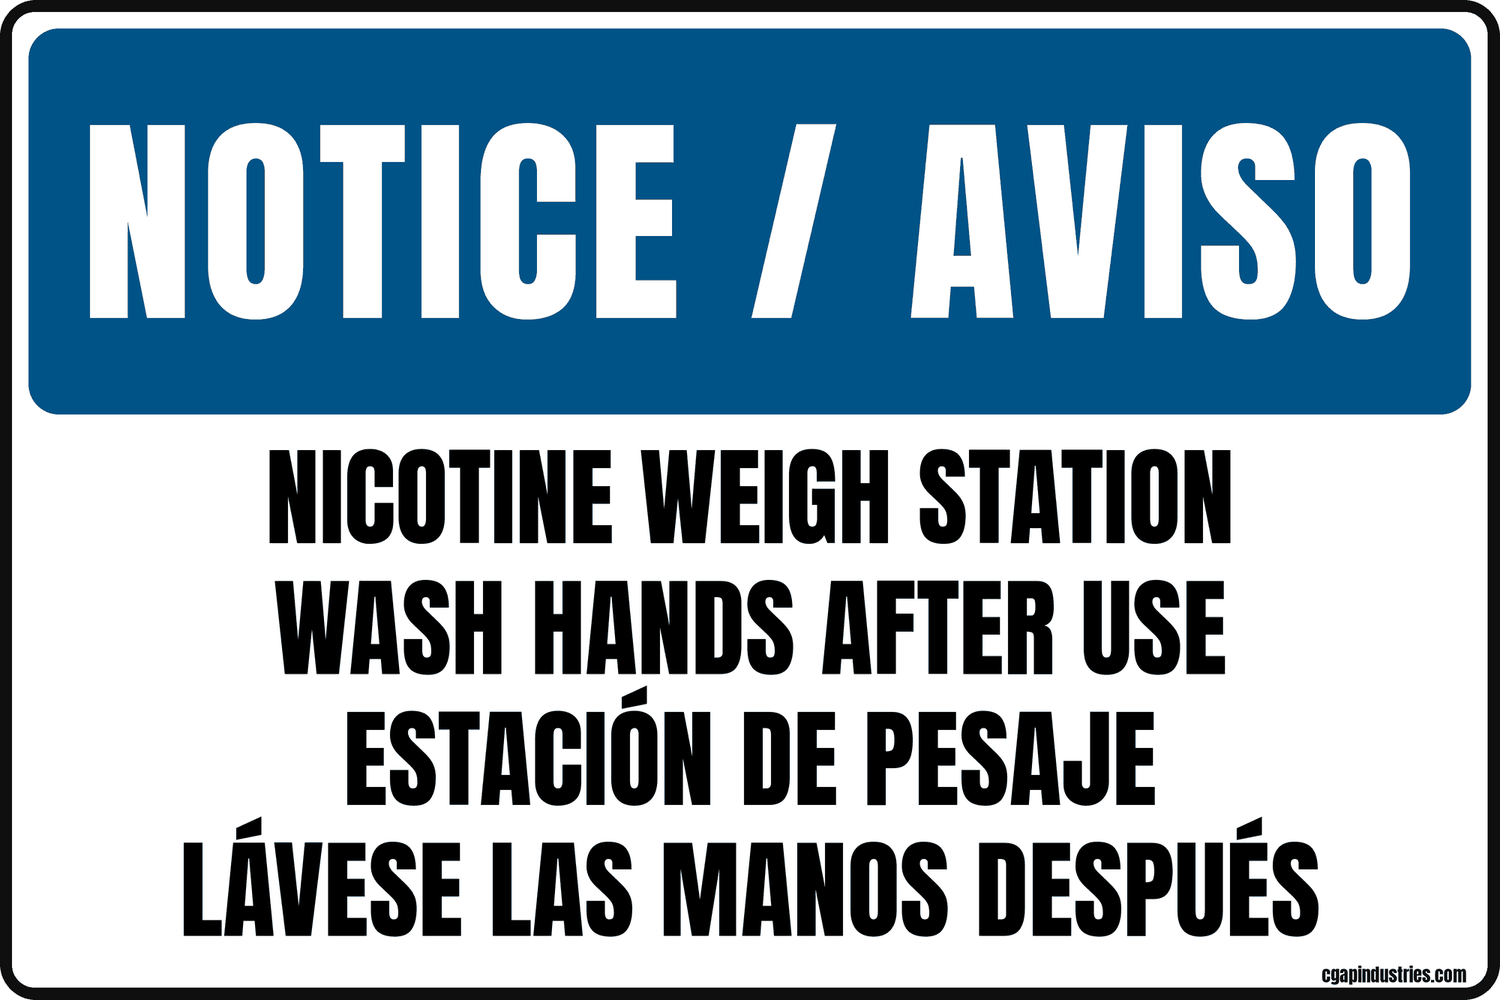 NOTICE / AVISO
NICOTINE WEIGH STATION
WASH HANDS AFTER USE
ESTACIÓN DE PESAJE
LÁVESE LAS MANOS DESPUÉS
cgapindustries.com